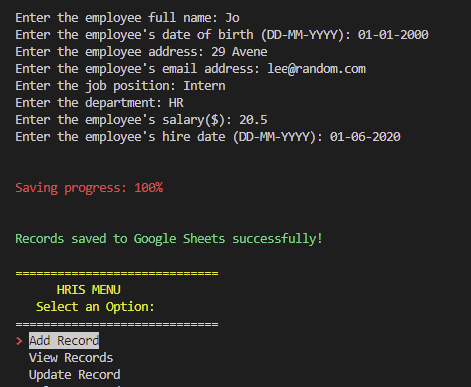 Enter the employee full name: Jo
Enter the employee's date of birth (DD-MM-YYYY): 01-01-2000
Enter the employee address: 29 Avene
Enter the employee's email address: lee@random.com
Enter the job position: Intern
Enter the department: HR
Enter the employee's salary($): 20.5
Enter the employee's hire date (DD-MM-YYYY): 01-06-2020
Saving progress: 100%
Records saved to Google Sheets successfully!
=============================
HRIS MENU
Select an Option:
=============================
> Add Record
View Records
Update Record